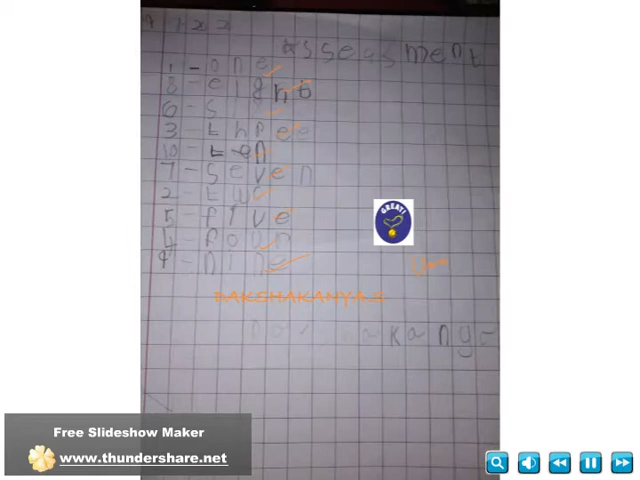 Assessment
1 - one
8 - eight
6 - six
3 - three
10 - ten
7 - seven
2 - two
5 - five
GREAT!
4 - four
9 - nine
DAKSHAKANYA.G
Free Slideshow Maker
www.thundershare.net